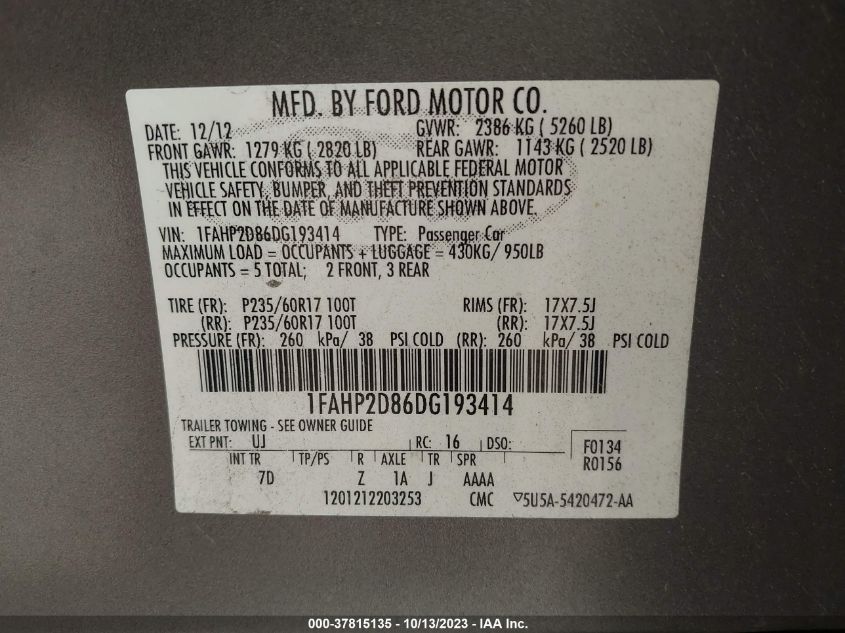 MFD. BY FORD MOTOR CO.
DATE: 12/12 GVWR: 2386 KG ( 5260 LB)
FRONT GAWR: 1279 KG ( 2820 LB) REAR GAWR: 1143 KG ( 2520 LB)
THIS VEHICLE CONFORMS TO ALL APPLICABLE FEDERAL MOTOR
VEHICLE SAFETY, BUMPER, AND THEFT PREVENTION STANDARDS
IN EFFECT ON THE DATE OF MANUFACTURE SHOWN ABOVE.
VIN: 1FAHP2D86DG193414 TYPE: Passenger Car
MAXIMUM LOAD = OCCUPANTS + LUGGAGE = 430KG/ 950LB
OCCUPANTS = 5 TOTAL; 2 FRONT, 3 REAR
TIRE (FR): P235/60R17 100T RIMS (FR): 17X7.5J
(RR): P235/60R17 100T (RR): 17X7.5J
PRESSURE (FR): 260 kPa/ 38 PSI COLD (RR): 260 kPa/ 38 PSI COLD
1FAHP2D86DG193414
TRAILER TOWING - SEE OWNER GUIDE
EXT PNT: UJ RC: 16 DSO: F0134
INT TR TP/PS R AXLE TR SPR R0156
7D Z 1A J AAAA
1201212203253 CMC ▽5U5A-5420472-AA
000-37815135 - 10/13/2023 - IAA Inc.